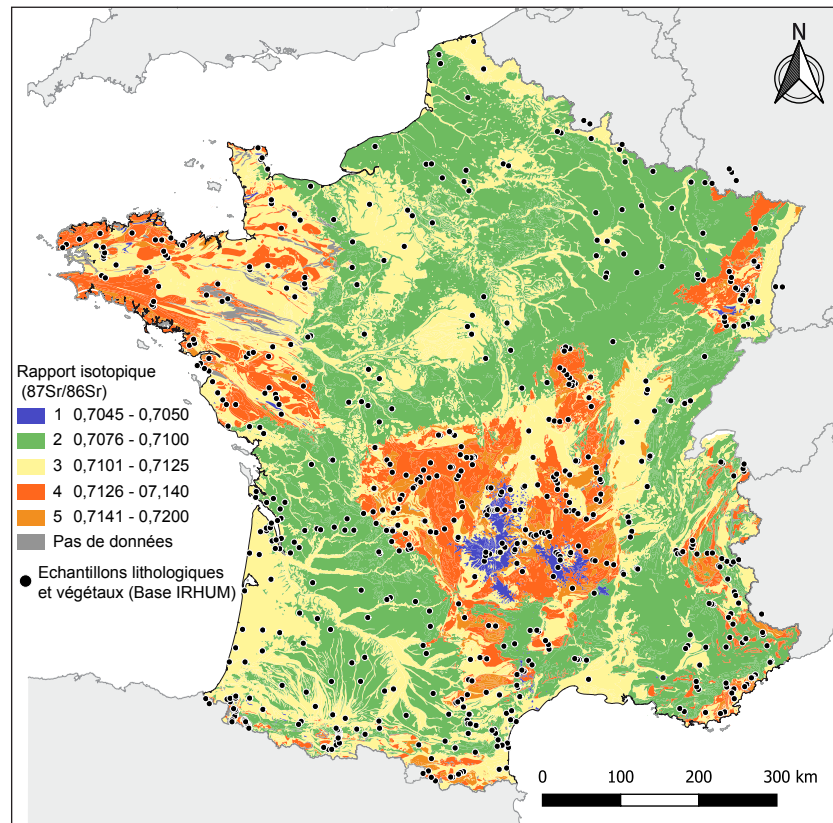 N
Rapport isotopique
(87Sr/86Sr)
1 0,7045 - 0,7050
2 0,7076 - 0,7100
3 0,7101 - 0,7125
4 0,7126 - 07,140
5 0,7141 - 0,7200
Pas de données
Echantillons lithologiques
et végétaux (Base IRHUM)
0 100 200 300 km